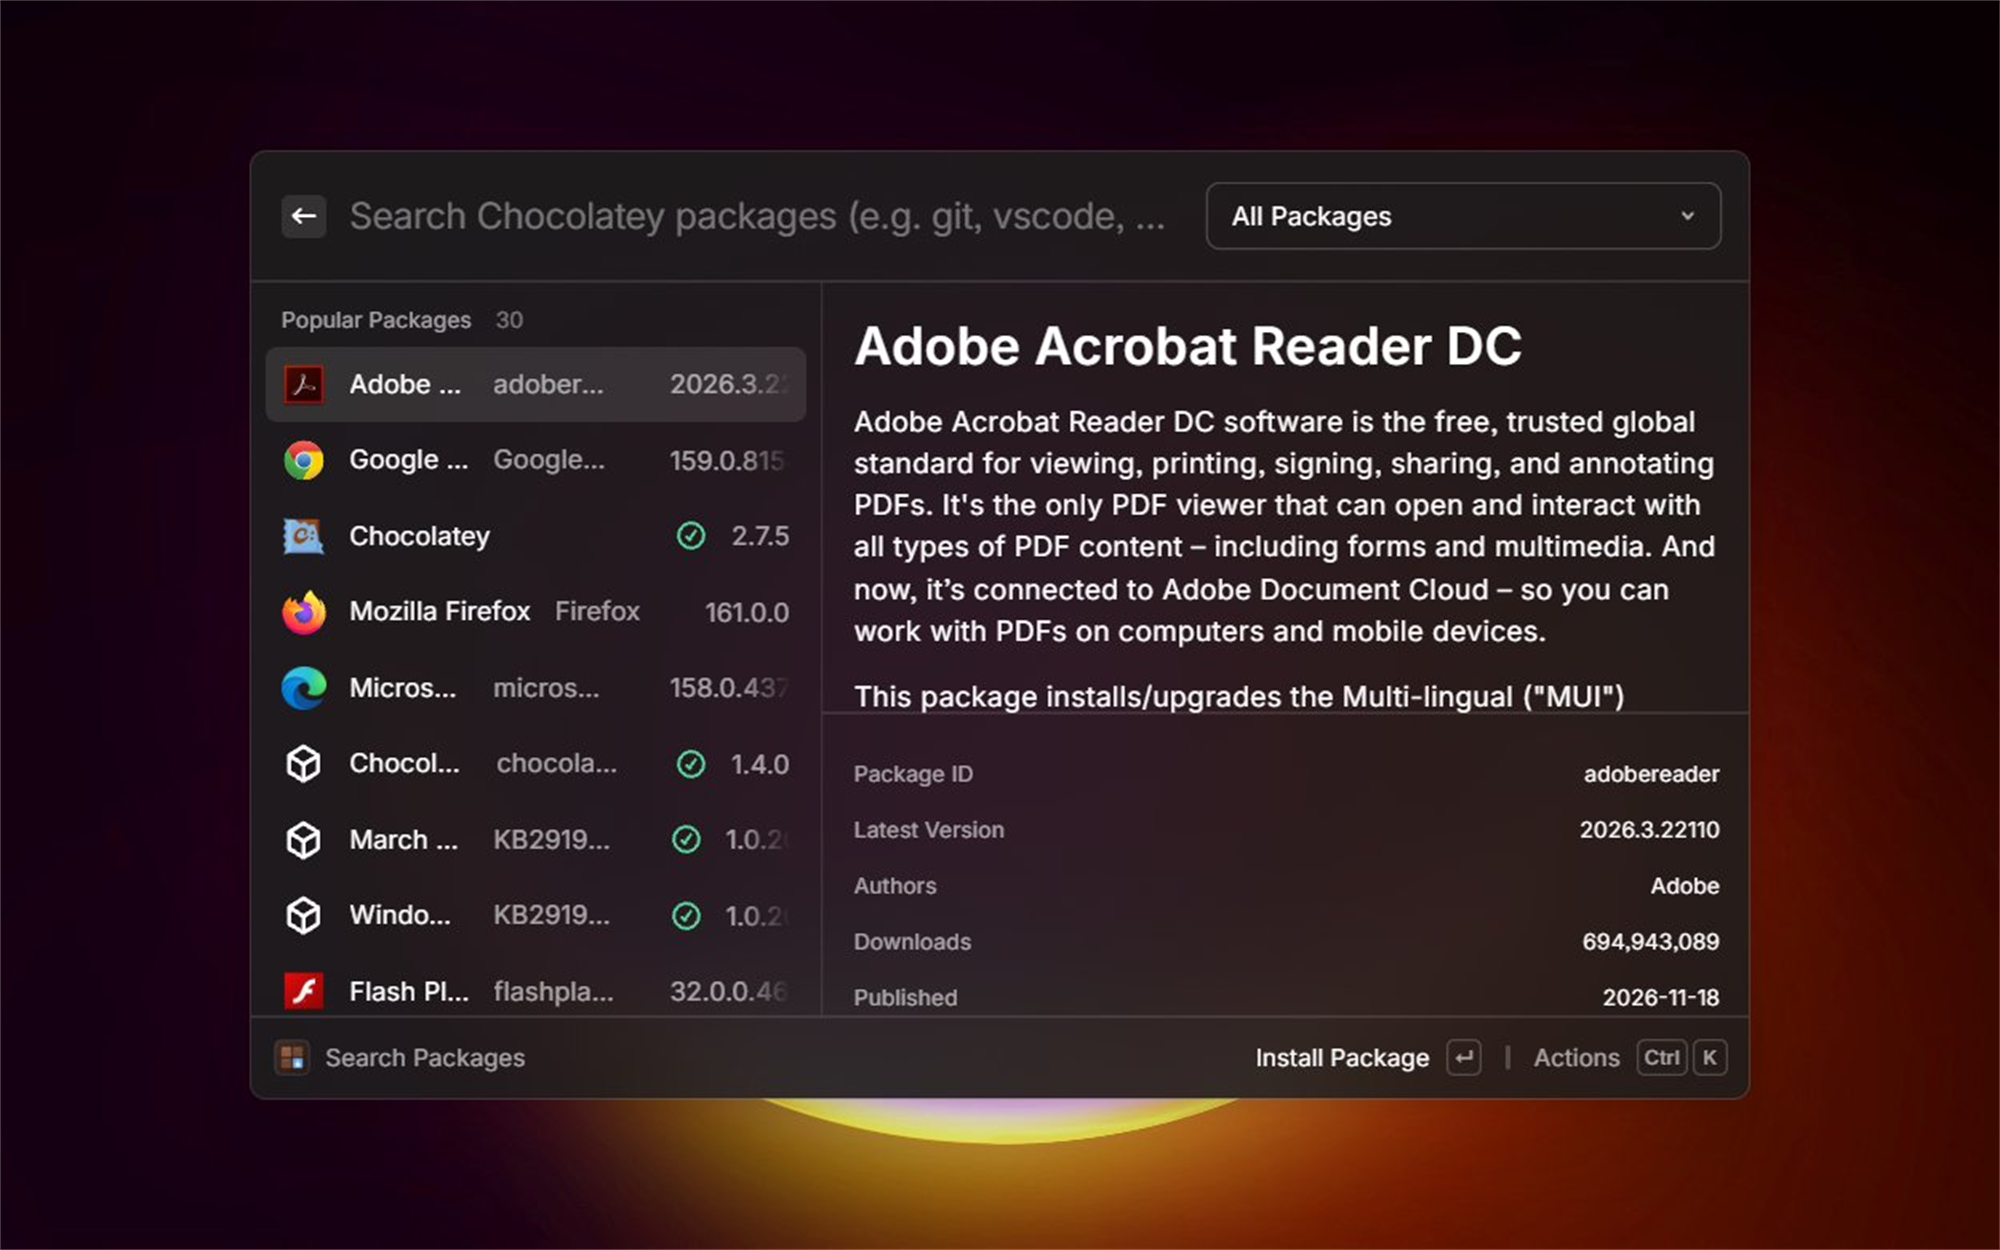 Search Chocolatey packages (e.g. git, vscode, ...
All Packages
Popular Packages 30
Adobe ... adober... 2026.3.22
Google ... Google... 159.0.815
Chocolatey 2.7.5
Mozilla Firefox Firefox 161.0.0
Micros... micros... 158.0.437
Chocol... chocola... 1.4.0
March ... KB2919... 1.0.20
Windo... KB2919... 1.0.20
Flash Pl... flashpla... 32.0.0.46
Adobe Acrobat Reader DC
Adobe Acrobat Reader DC software is the free, trusted global
standard for viewing, printing, signing, sharing, and annotating
PDFs. It's the only PDF viewer that can open and interact with
all types of PDF content – including forms and multimedia. And
now, it’s connected to Adobe Document Cloud – so you can
work with PDFs on computers and mobile devices.
This package installs/upgrades the Multi-lingual ("MUI")
Package ID adobereader
Latest Version 2026.3.22110
Authors Adobe
Downloads 694,943,089
Published 2026-11-18
Search Packages
Install Package
Actions Ctrl K